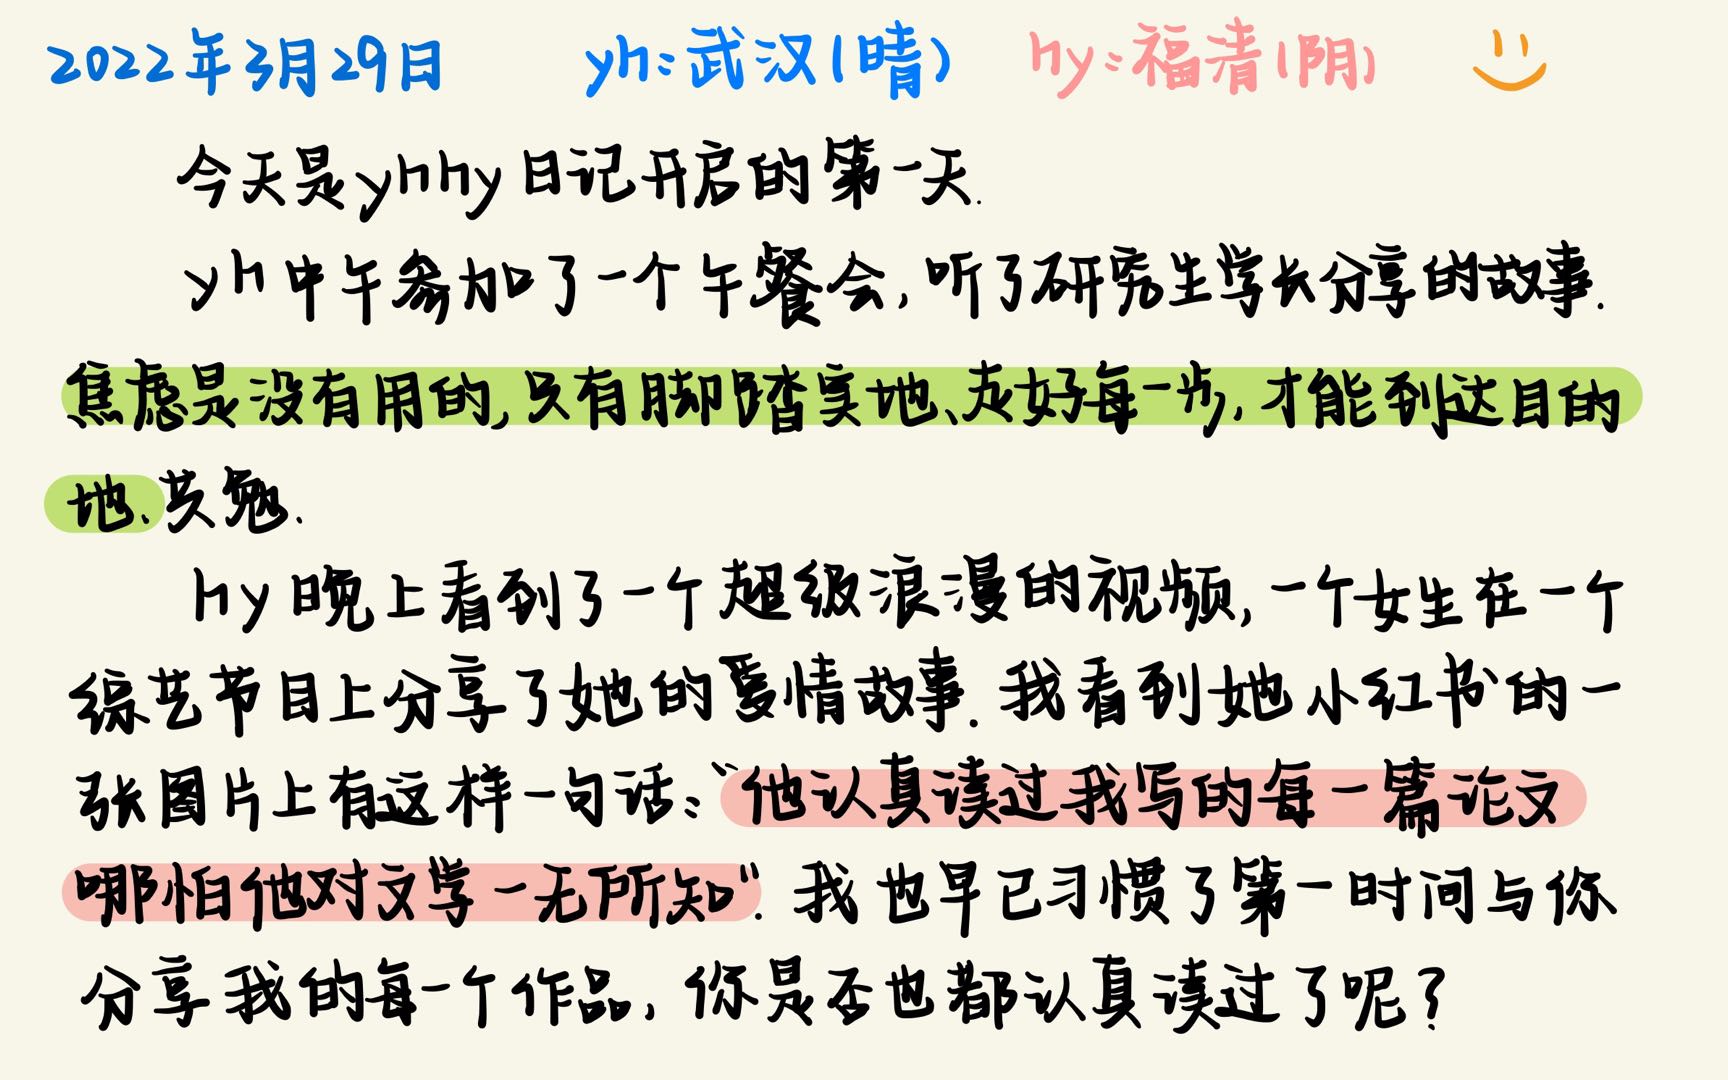 2022年3月29日 yh:武汉(晴) hy:福清(阴)
今天是yhhy日记开启的第一天.
yh中午参加了一个午餐会,听了研究生学长分享的故事.
焦虑是没有用的,只有脚踏实地、走好每一步,才能到达目的
地、共勉.
hy晚上看到了一个超级浪漫的视频,一个女生在一个
综艺节目上分享了她的爱情故事.我看到她小红书的一
张图片上有这样一句话:“他认真读过我写的每一篇论文
哪怕他对文学一无所知”.我也早已习惯了第一时间与你
分享我的每一个作品,你是否也都认真读过了呢?